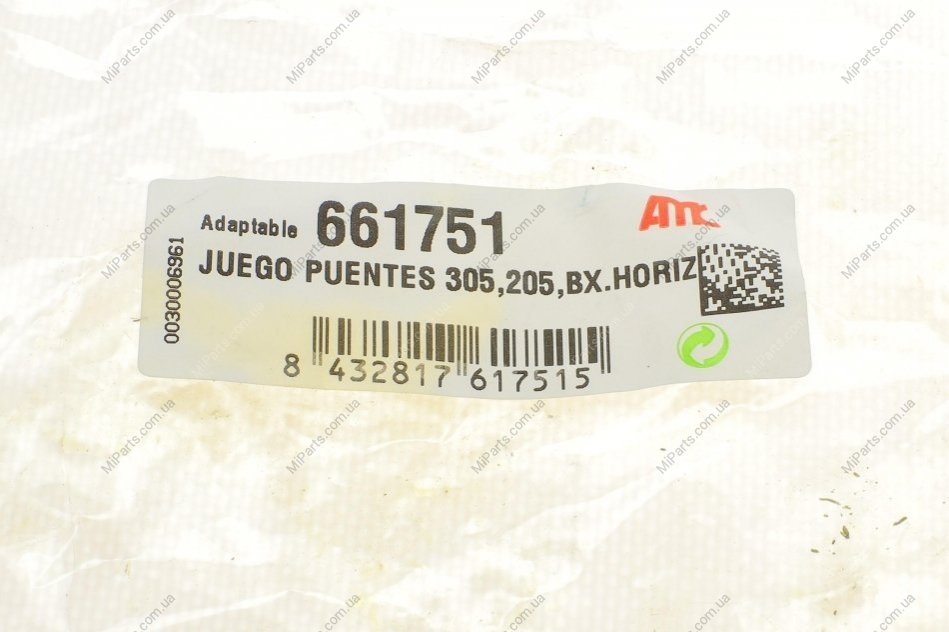 Adaptable 661751
AMC
JUEGO PUENTES 305,205,BX.HORIZ
0030006961
8 432817 617515
MiParts.com.ua